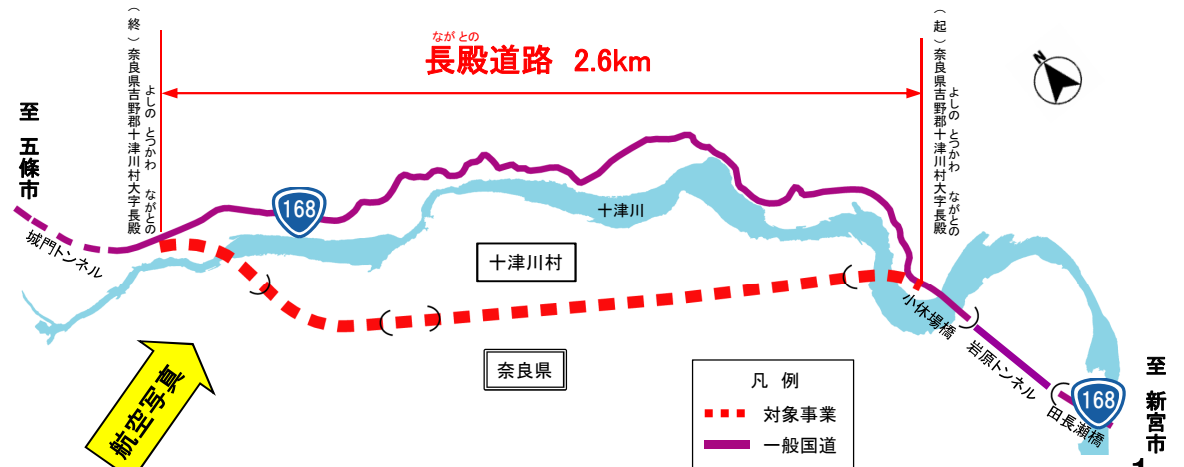 (終)奈良県吉野郡十津川村大字長殿
よしの とつかわ ながとの
ながとの
長殿道路 2.6km
(起)奈良県吉野郡十津川村大字長殿
よしの とつかわ ながとの
N
至 五條市
168
十津川
城門トンネル
十津川村
小休場橋
岩原トンネル
奈良県
至 新宮市
168
田長瀬橋
航空写真
凡 例
対象事業
一般国道
1